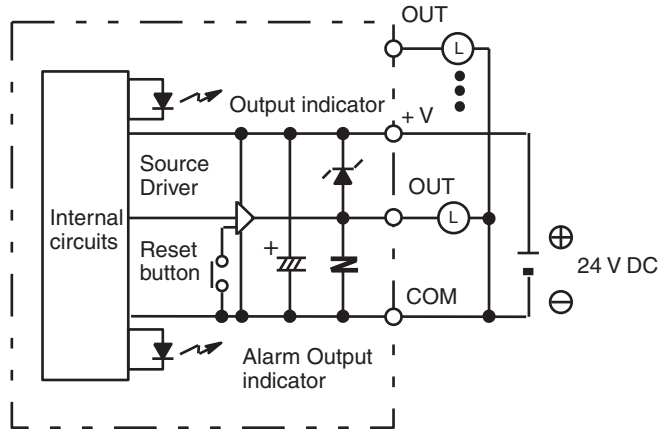 OUT
L
Output indicator
+ V
Source
Driver
OUT
Internal
circuits
L
Reset
button
+
⊕
24 V DC
COM
⊖
Alarm Output
indicator